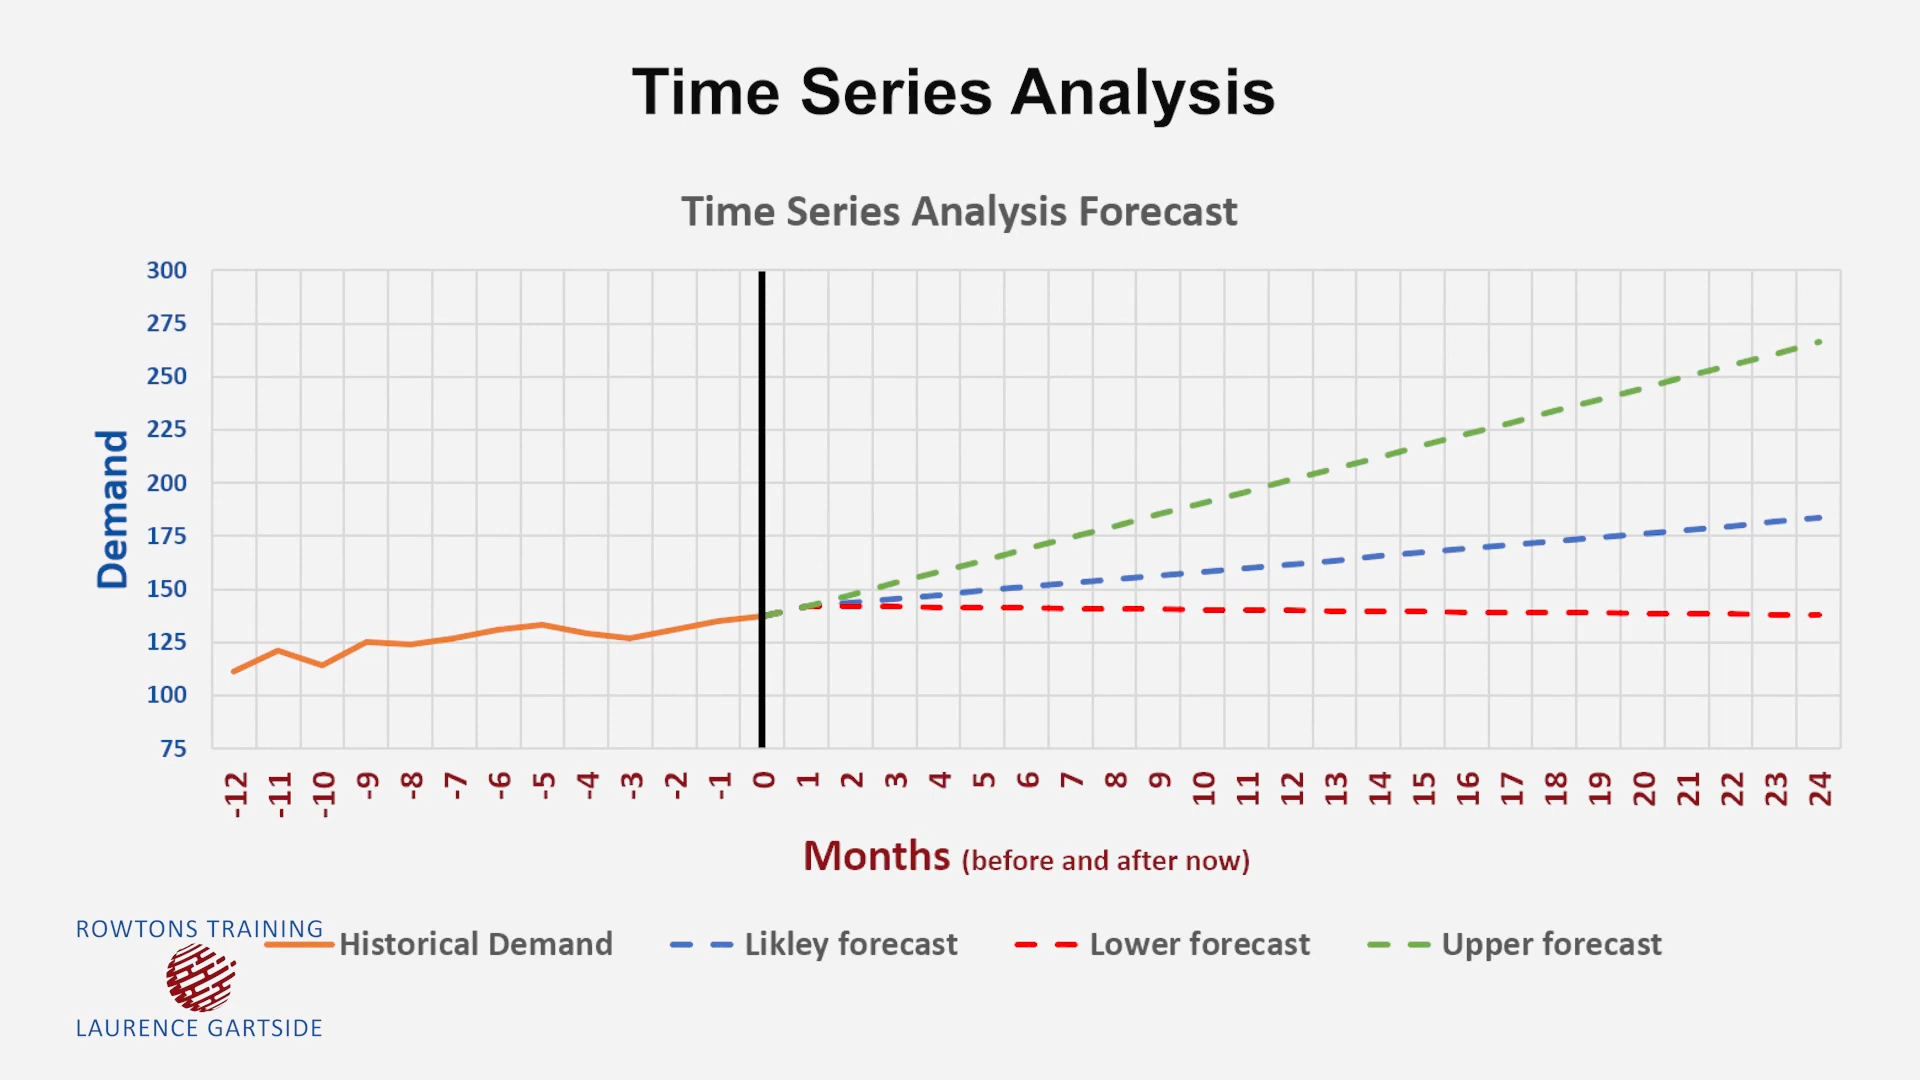 Time Series Analysis
Time Series Analysis Forecast
300
275
250
225
200
175
150
125
100
75
Demand
-12 -11 -10 -9 -8 -7 -6 -5 -4 -3 -2 -1 0 1 2 3 4 5 6 7 8 9 10 11 12 13 14 15 16 17 18 19 20 21 22 23 24
Months (before and after now)
Historical Demand Likley forecast Lower forecast Upper forecast
ROWTONS TRAINING
LAURENCE GARTSIDE